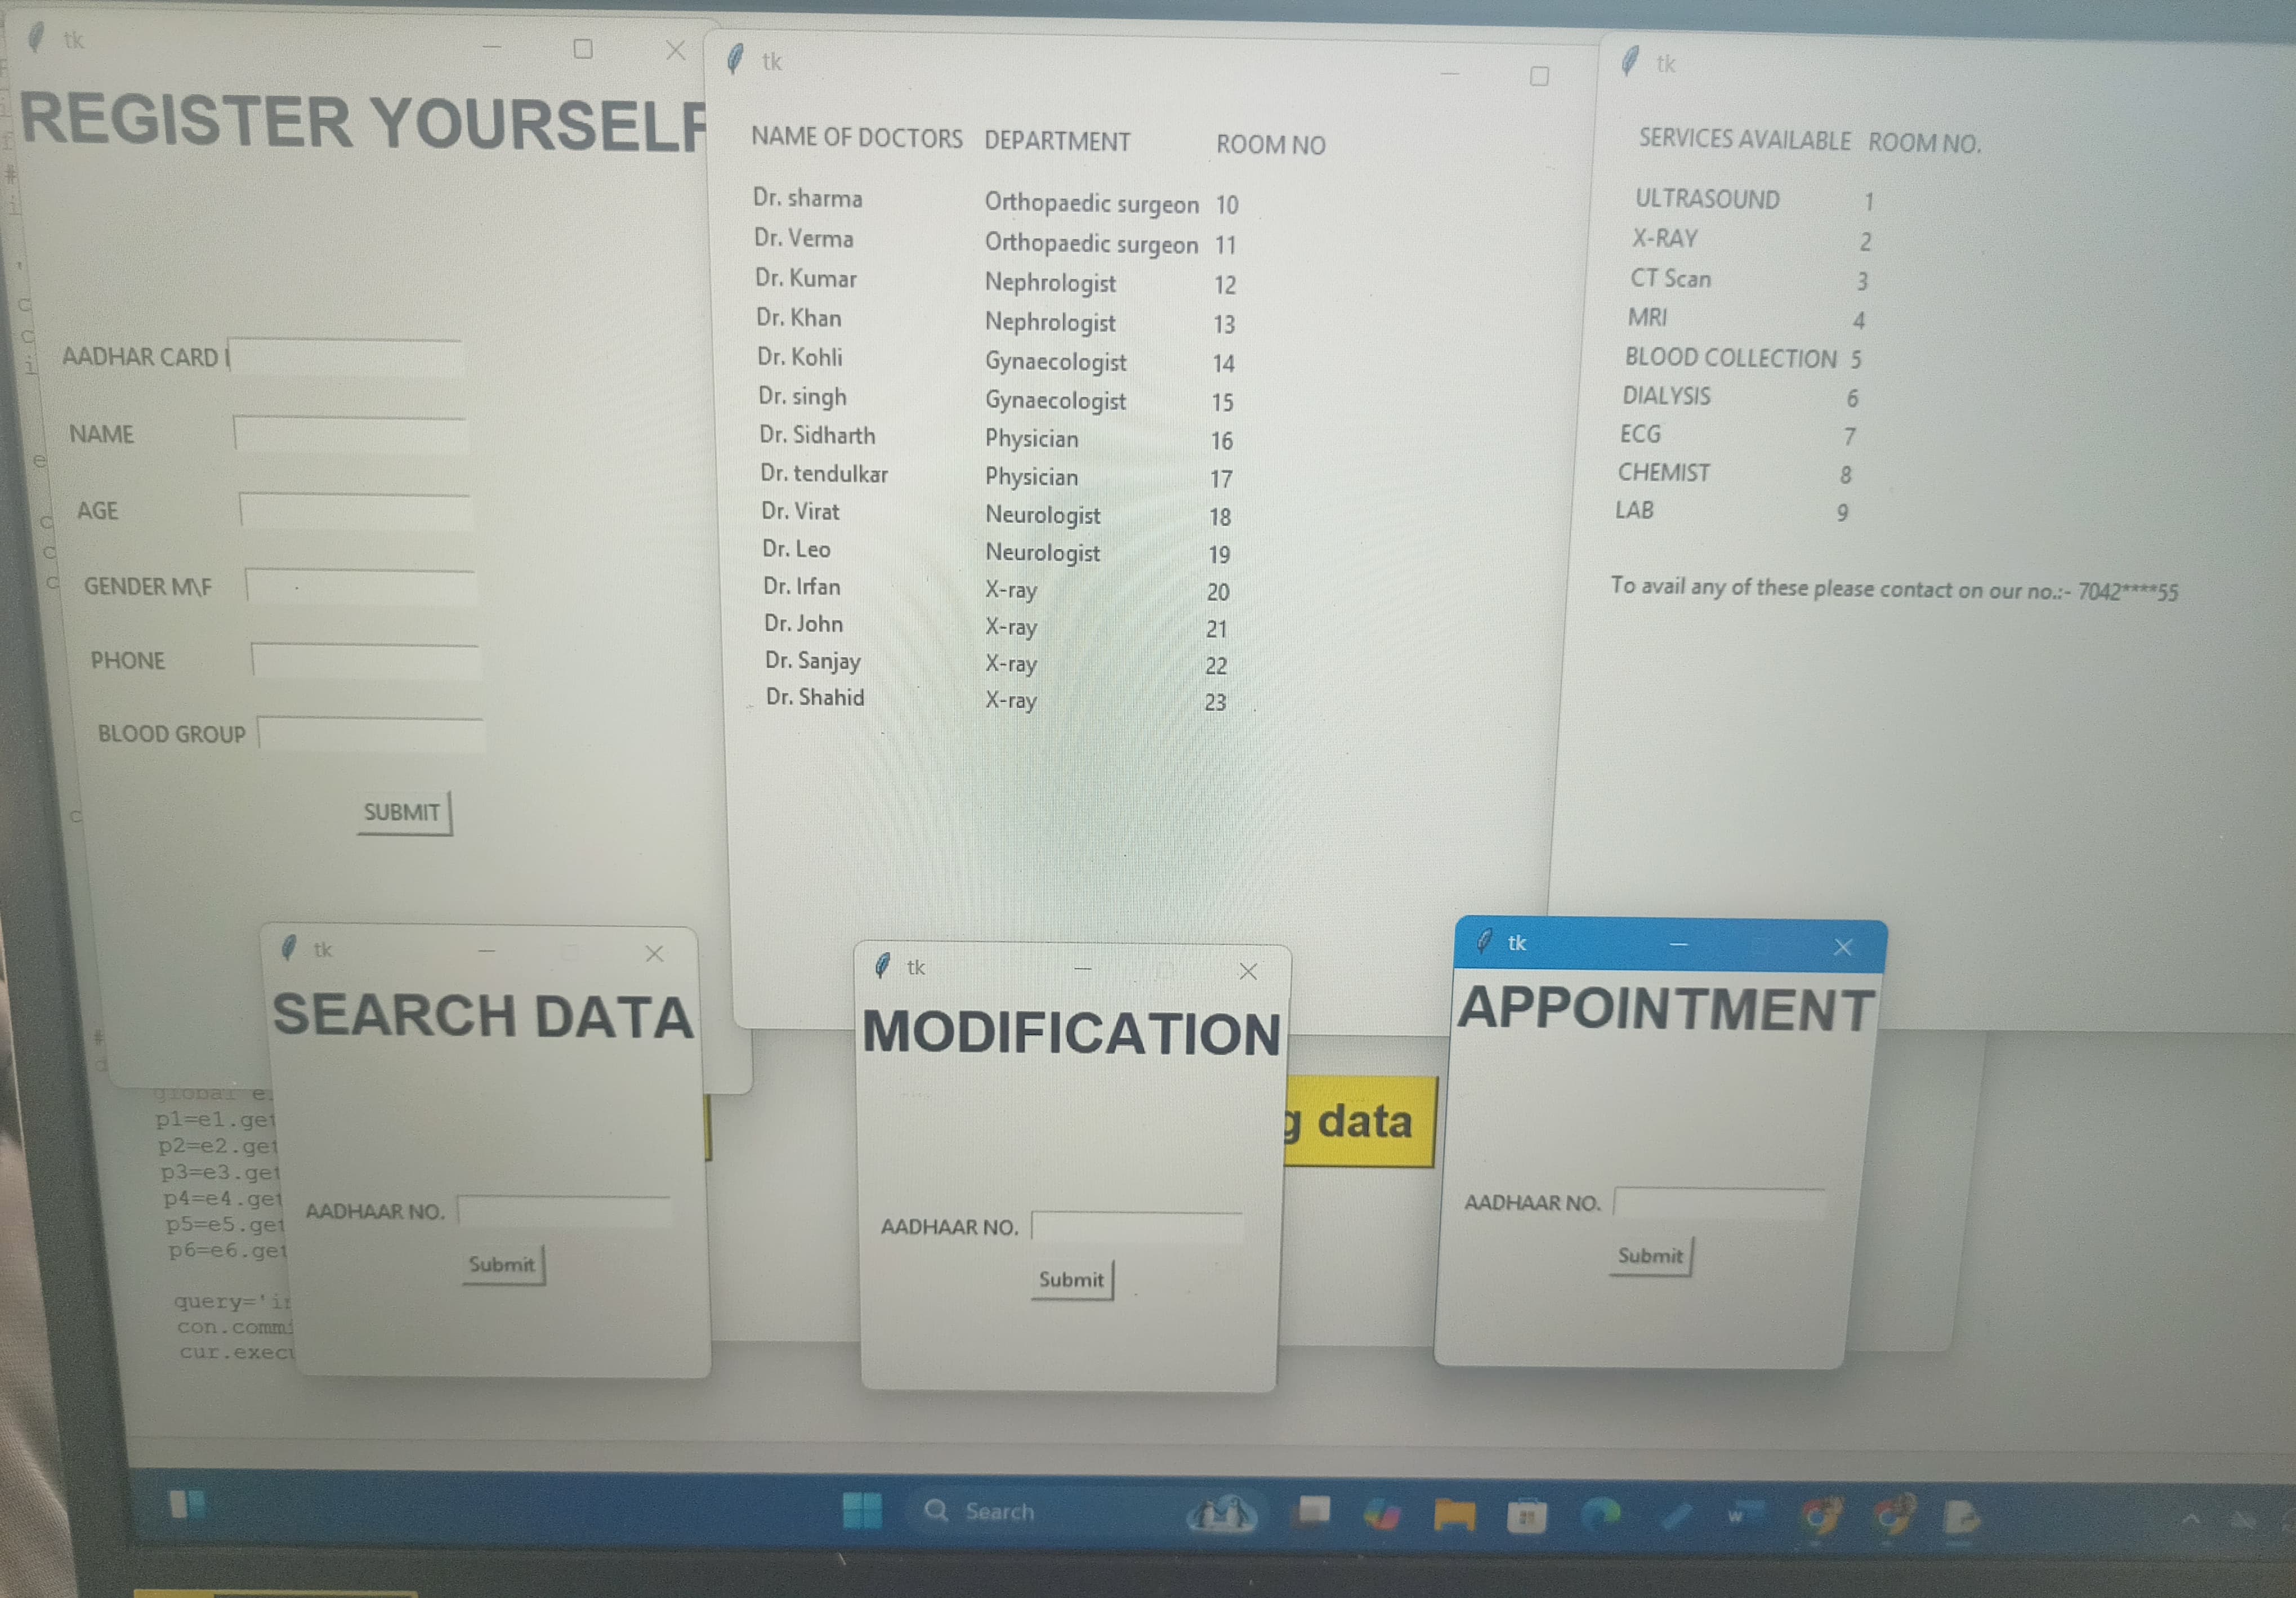 tk
REGISTER YOURSELF
AADHAR CARD
NAME
AGE
GENDER M\F
PHONE
BLOOD GROUP
SUBMIT
tk
NAME OF DOCTORS DEPARTMENT ROOM NO
Dr. sharma Orthopaedic surgeon 10
Dr. Verma Orthopaedic surgeon 11
Dr. Kumar Nephrologist 12
Dr. Khan Nephrologist 13
Dr. Kohli Gynaecologist 14
Dr. singh Gynaecologist 15
Dr. Sidharth Physician 16
Dr. tendulkar Physician 17
Dr. Virat Neurologist 18
Dr. Leo Neurologist 19
Dr. Irfan X-ray 20
Dr. John X-ray 21
Dr. Sanjay X-ray 22
Dr. Shahid X-ray 23
tk
SERVICES AVAILABLE ROOM NO.
ULTRASOUND 1
X-RAY 2
CT Scan 3
MRI 4
BLOOD COLLECTION 5
DIALYSIS 6
ECG 7
CHEMIST 8
LAB 9
To avail any of these please contact on our no.:- 7042****55
tk
SEARCH DATA
AADHAAR NO.
Submit
tk
MODIFICATION
AADHAAR NO.
Submit
g data
tk
APPOINTMENT
AADHAAR NO.
Submit
global e
p1=e1.get
p2=e2.get
p3=e3.get
p4=e4.get
p5=e5.get
p6=e6.get
query='i
con.comm
cur.exec
Search